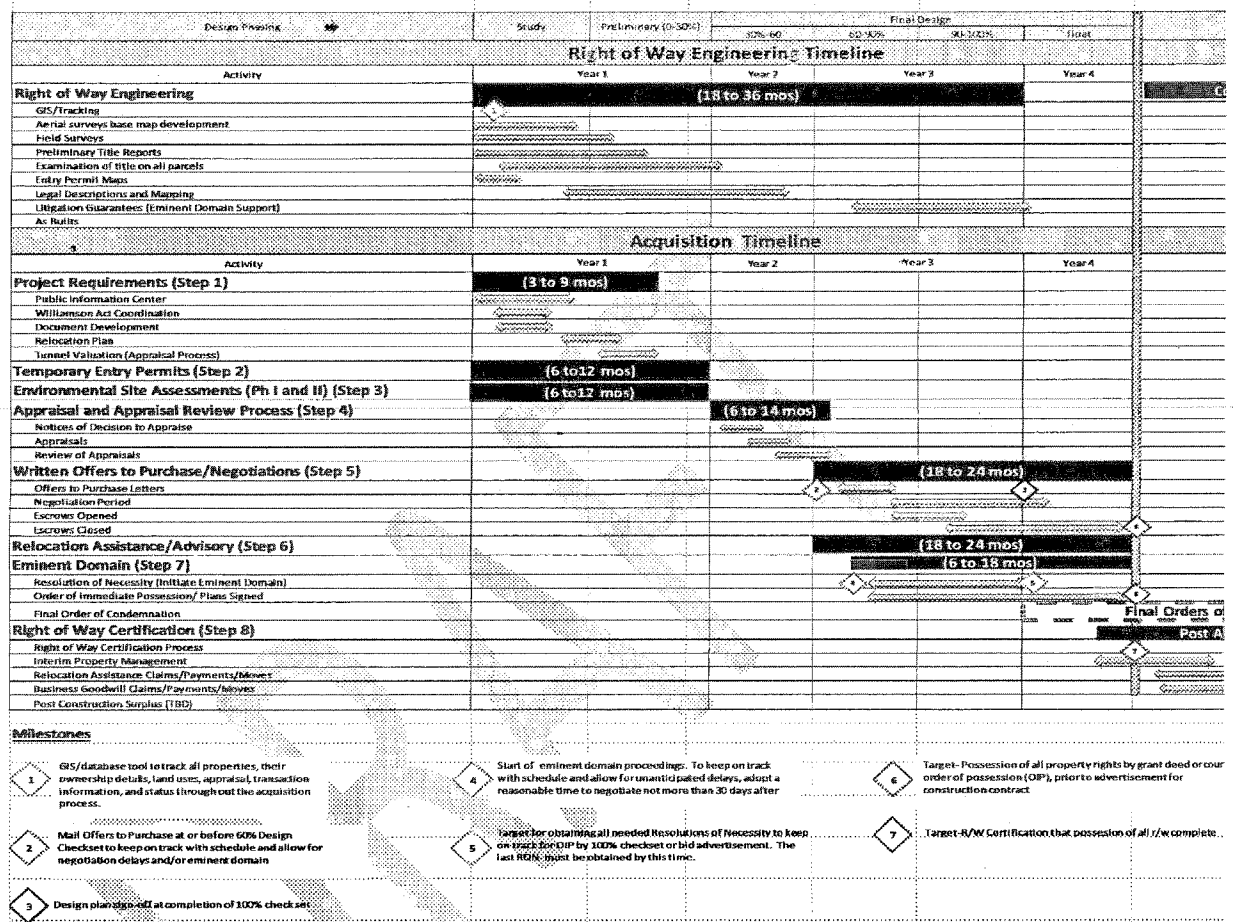 Design Phasing Study Preliminary (0-30%) Final Design
30%-60 60-90% 90-100% float
Right of Way Engineering Timeline
Activity Year 1 Year 2 Year 3 Year 4
Right of Way Engineering (18 to 36 mos)
GIS/Tracking
Aerial surveys base map development
Field Surveys
Preliminary Title Reports
Examination of title on all parcels
Entry Permit Maps
Legal Descriptions and Mapping
Litigation Guarantees (Eminent Domain Support)
As Builts
Acquisition Timeline
Activity Year 1 Year 2 Year 3 Year 4
Project Requirements (Step 1) (3 to 9 mos)
Public Information Center
Williamson Act Coordination
Document Development
Relocation Plan
Tunnel Valuation (Appraisal Process)
Temporary Entry Permits (Step 2) (6 to12 mos)
Environmental Site Assessments (Ph I and II) (Step 3) (6 to12 mos)
Appraisal and Appraisal Review Process (Step 4) (6 to 14 mos)
Notices of Decision to Appraise
Appraisals
Review of Appraisals
Written Offers to Purchase/Negotiations (Step 5) (18 to 24 mos)
Offers to Purchase Letters 2 3
Negotiation Period
Escrows Opened
Escrows Closed 6
Relocation Assistance/Advisory (Step 6) (18 to 24 mos)
Eminent Domain (Step 7) (6 to 18 mos)
Resolution of Necessity (Initiate Eminent Domain) 4 5
Order of Immediate Possession/ Plans Signed 6
Final Order of Condemnation Final Orders of
Right of Way Certification (Step 8) Post A
Right of Way Certification Process 7
Interim Property Management
Relocation Assistance Claims/Payments/Moves
Business Goodwill Claims/Payments/Moves
Post Construction Surplus (TBD)
Milestones
1 GIS/database tool to track all properties, their
ownership details, land uses, appraisal, transaction
information, and status throughout the acquisition
process.
2 Mail Offers to Purchase at or before 60% Design
Checkset to keep on track with schedule and allow for
negotiation delays and/or eminent domain
3 Design plan sign-off at completion of 100% check set
4 Start of eminent domain proceedings. To keep on track
with schedule and allow for unanticipated delays, adopt a
reasonable time to negotiate not more than 30 days after
5 Target for obtaining all needed Resolutions of Necessity to keep
on track for OIP by 100% checkset or bid advertisement. The
last RON must be obtained by this time.
6 Target- Possession of all property rights by grant deed or cour
order of possession (OIP), prior to advertisement for
construction contract
7 Target-R/W Certification that possesion of all r/w complete